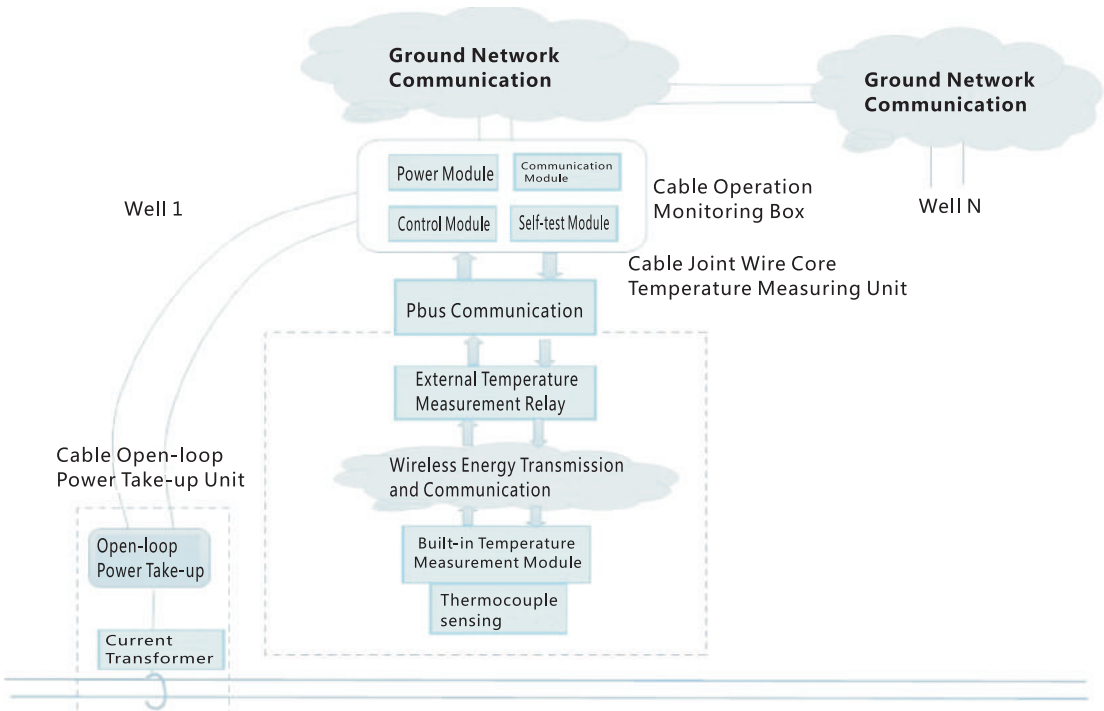 Ground Network
Communication
Ground Network
Communication
Power Module
Communication
Module
Control Module
Self-test Module
Cable Operation
Monitoring Box
Well 1
Well N
Cable Joint Wire Core
Temperature Measuring Unit
Pbus Communication
External Temperature
Measurement Relay
Wireless Energy Transmission
and Communication
Cable Open-loop
Power Take-up Unit
Open-loop
Power Take-up
Built-in Temperature
Measurement Module
Thermocouple
sensing
Current
Transformer